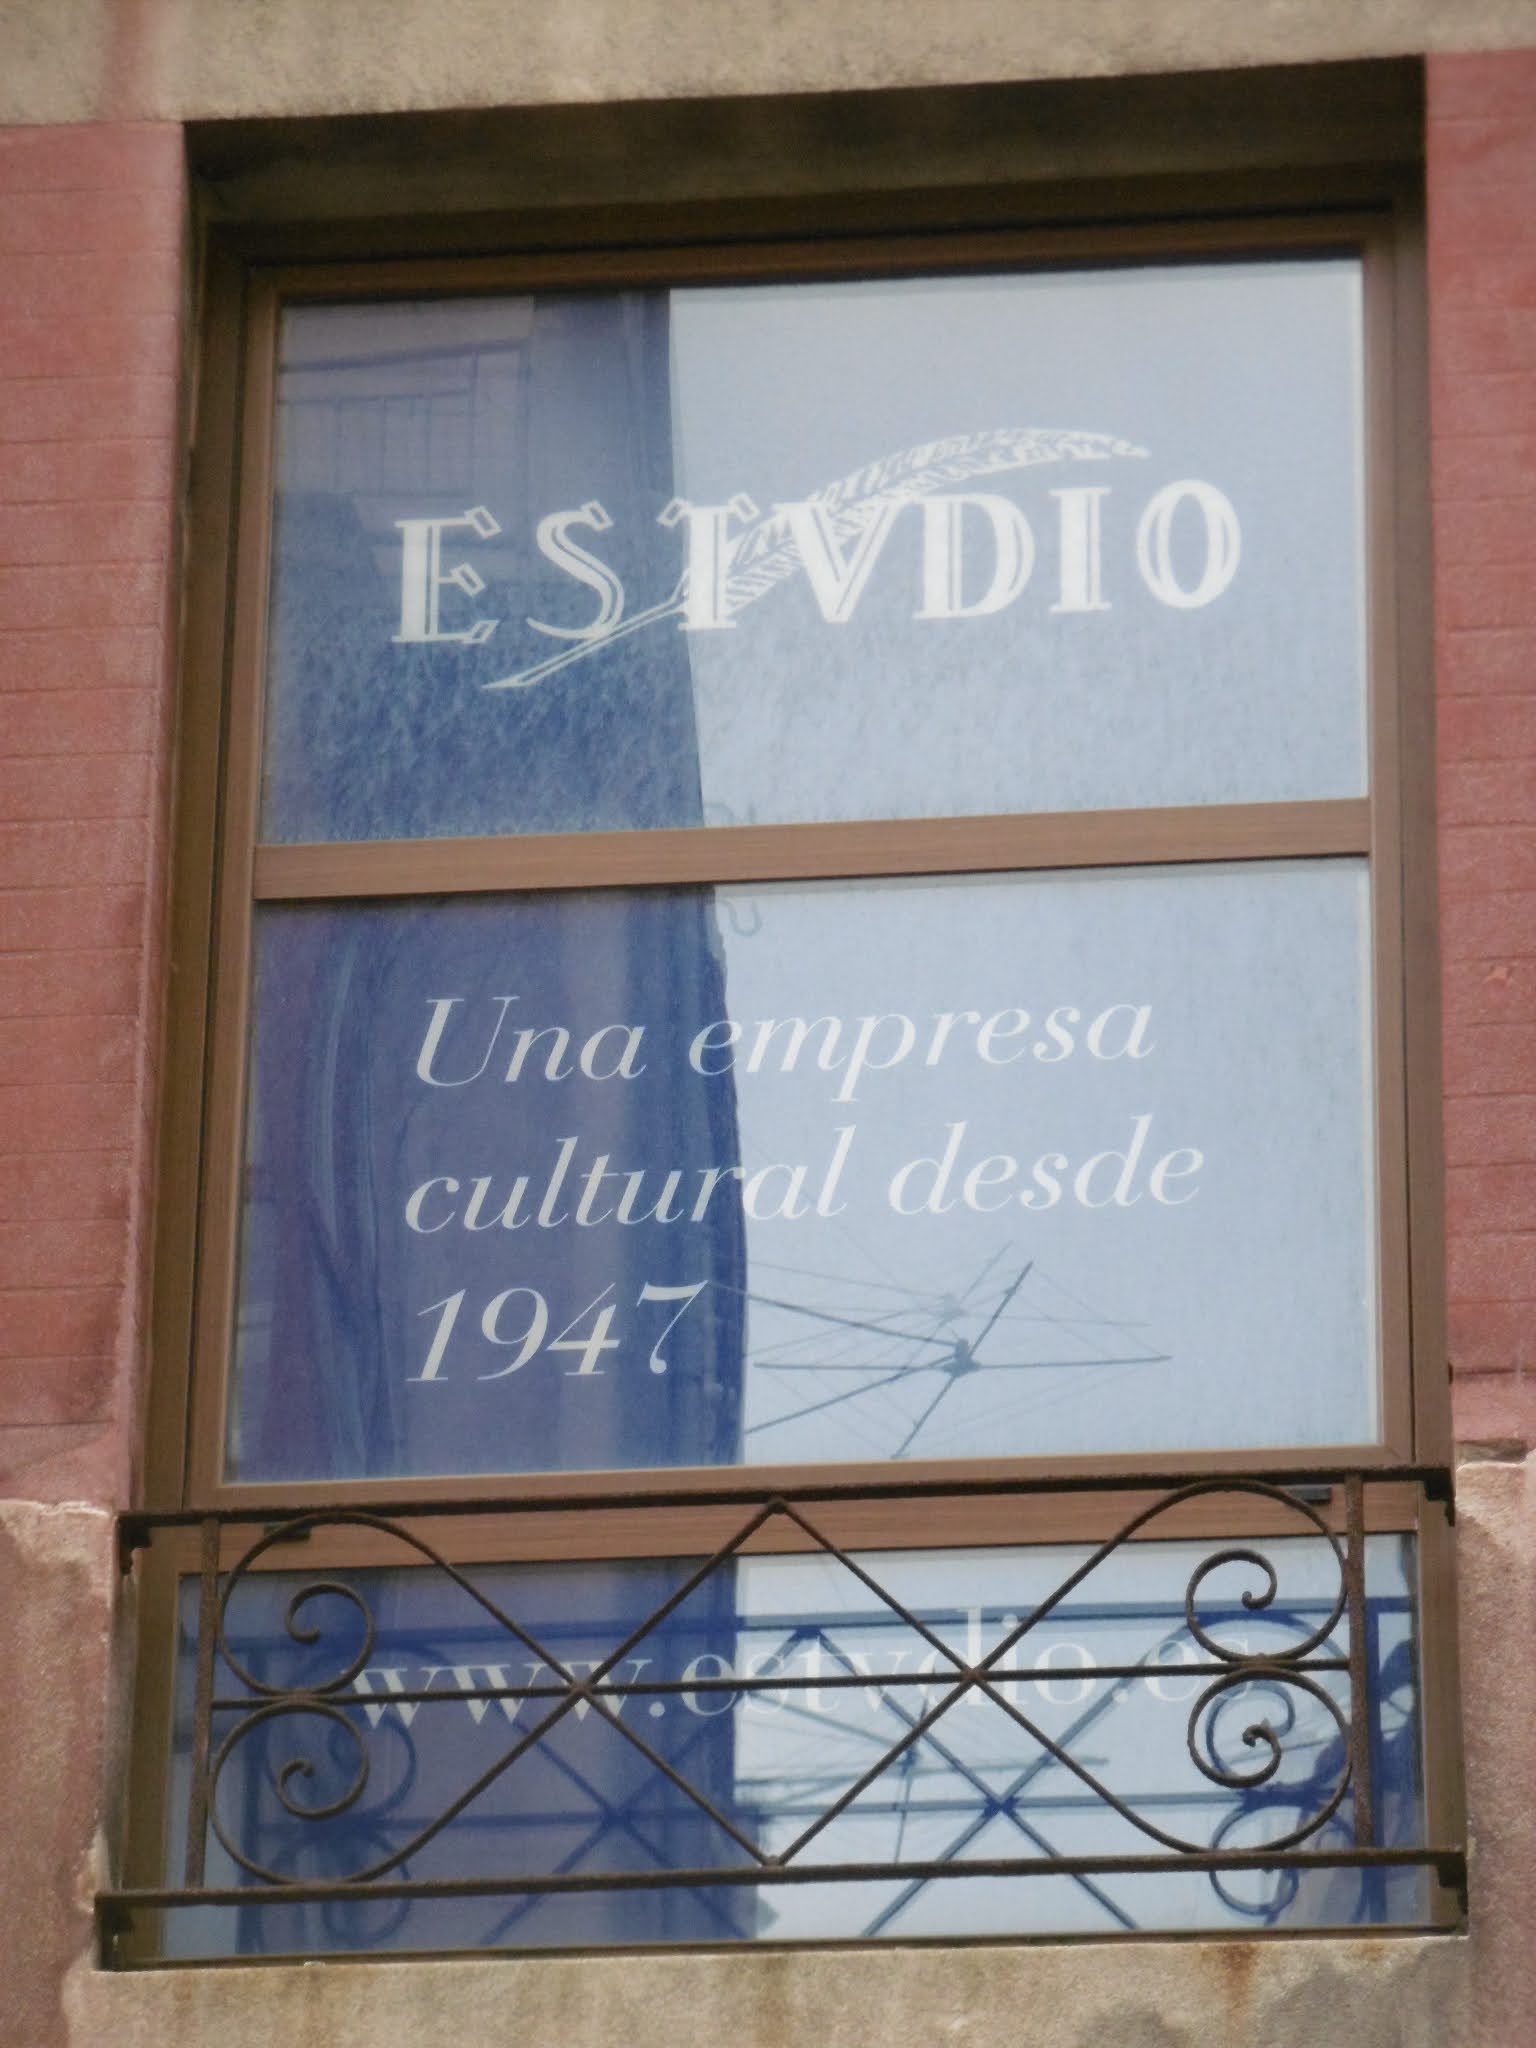 ESTVDIO
Una empresa
cultural desde
1947
www.estvdio.es